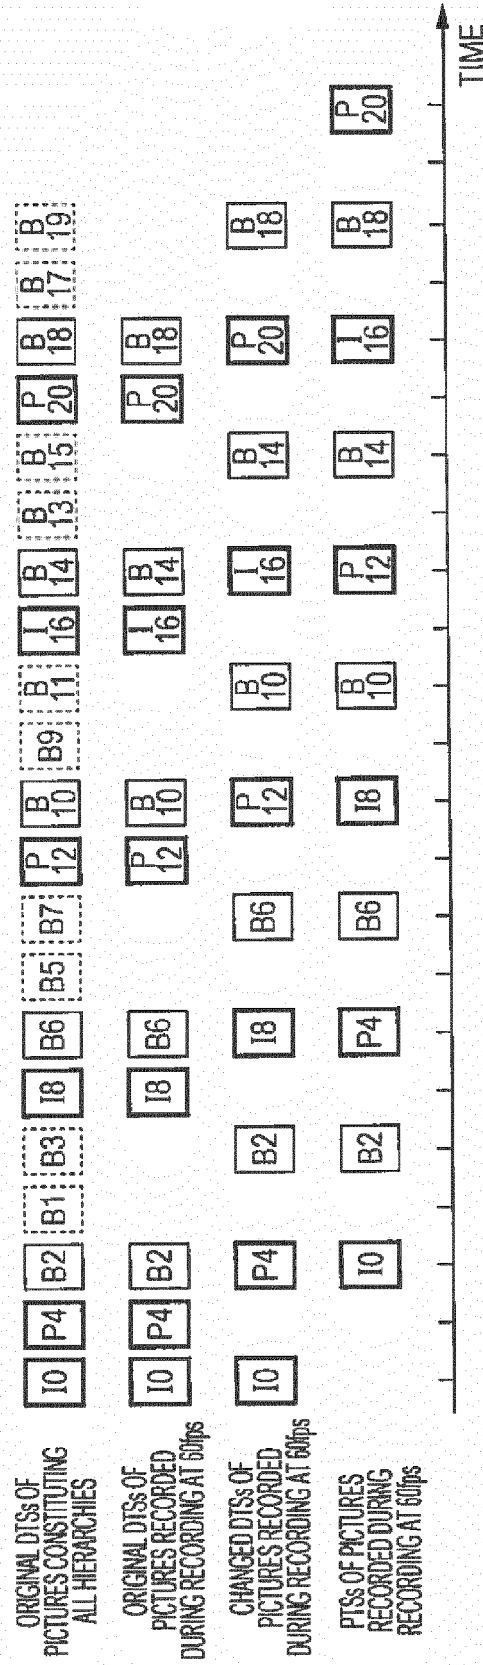 ORIGINAL DTSs OF
PICTURES CONSTITUTING
ALL HIERARCHIES
I0 P4 B2 B1 B3 I8 B6 B5 B7 P12 B10 B9 B11 I16 B14 B13 B15 P20 B18 B17 B19
ORIGINAL DTSs OF
PICTURES RECORDED
DURING RECORDING AT 60fps
I0 P4 B2 I8 B6 P12 B10 I16 B14 P20 B18
CHANGED DTSs OF
PICTURES RECORDED
DURING RECORDING AT 60fps
I0 P4 B2 I8 B6 P12 B10 I16 B14 P20 B18
PTSs OF PICTURES
RECORDED DURING
RECORDING AT 60fps
I0 B2 P4 B6 I8 B10 P12 B14 I16 B18 P20
TIME